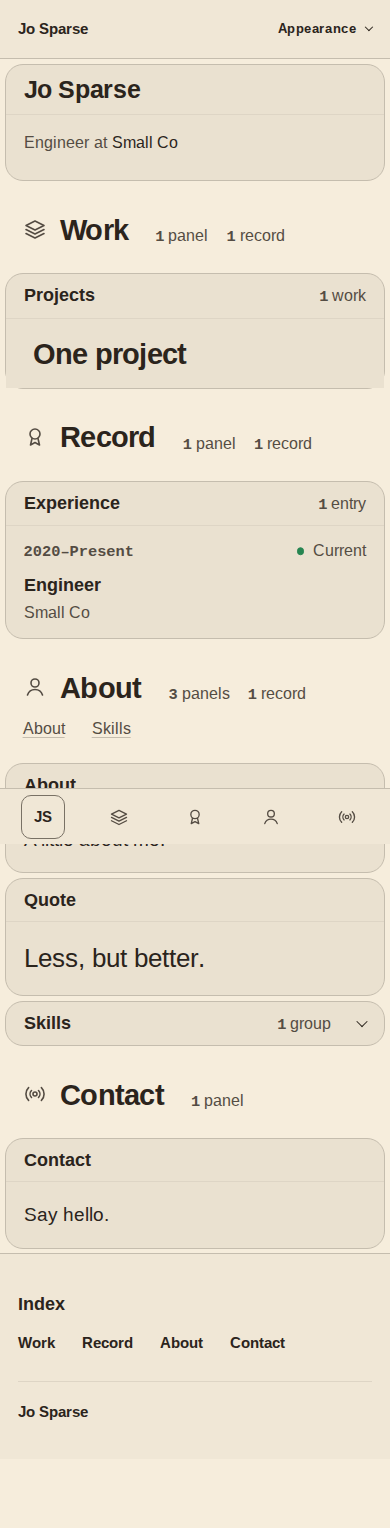 Jo Sparse
Appearance
Jo Sparse
Engineer at Small Co
Work 1 panel 1 record
Projects 1 work
One project
Record 1 panel 1 record
Experience 1 entry
2020–Present Current
Engineer
Small Co
About 3 panels 1 record
About Skills
About
JS
Quote
Less, but better.
Skills 1 group
Contact 1 panel
Contact
Say hello.
Index
Work Record About Contact
Jo Sparse